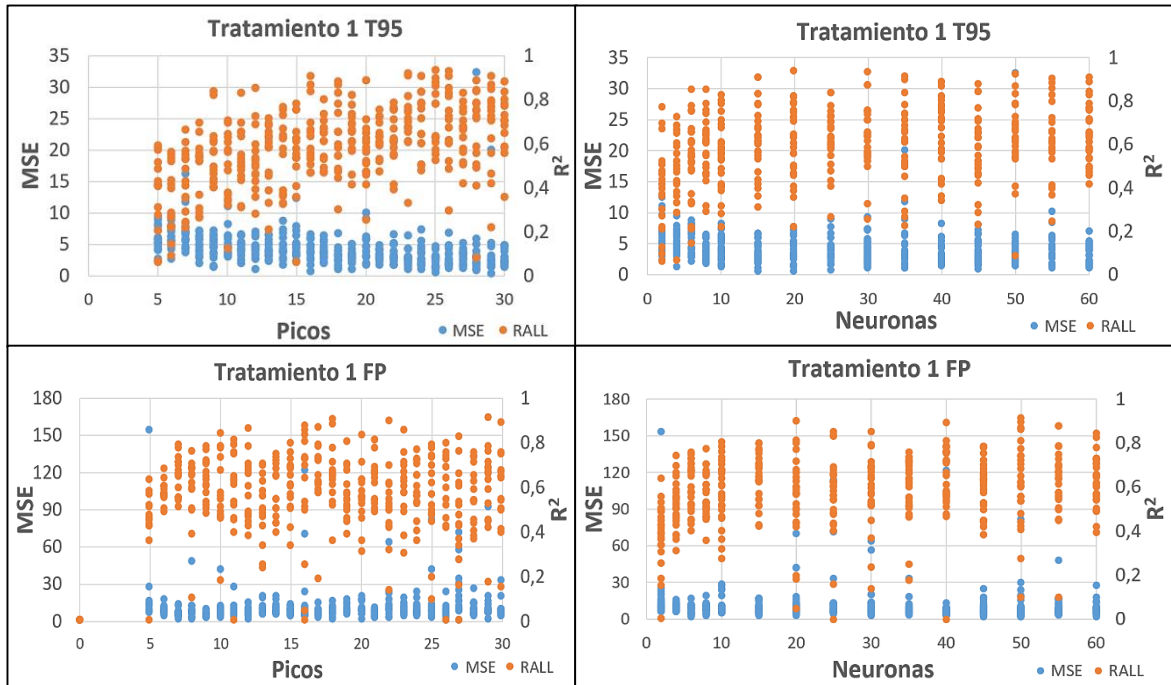 Tratamiento 1 T95
35
30
25
20
15
10
5
0
MSE
1
0,8
0,6
0,4
0,2
0
R²
0 5 10 15 20 25 30
Picos
MSE RALL
Tratamiento 1 T95
35
30
25
20
15
10
5
0
MSE
1
0,8
0,6
0,4
0,2
0
R²
0 10 20 30 40 50 60
Neuronas
MSE RALL
Tratamiento 1 FP
180
150
120
90
60
30
0
MSE
1
0,8
0,6
0,4
0,2
0
R²
0 5 10 15 20 25 30
Picos
MSE RALL
Tratamiento 1 FP
180
150
120
90
60
30
0
MSE
1
0,8
0,6
0,4
0,2
0
R²
0 10 20 30 40 50 60
Neuronas
MSE RALL